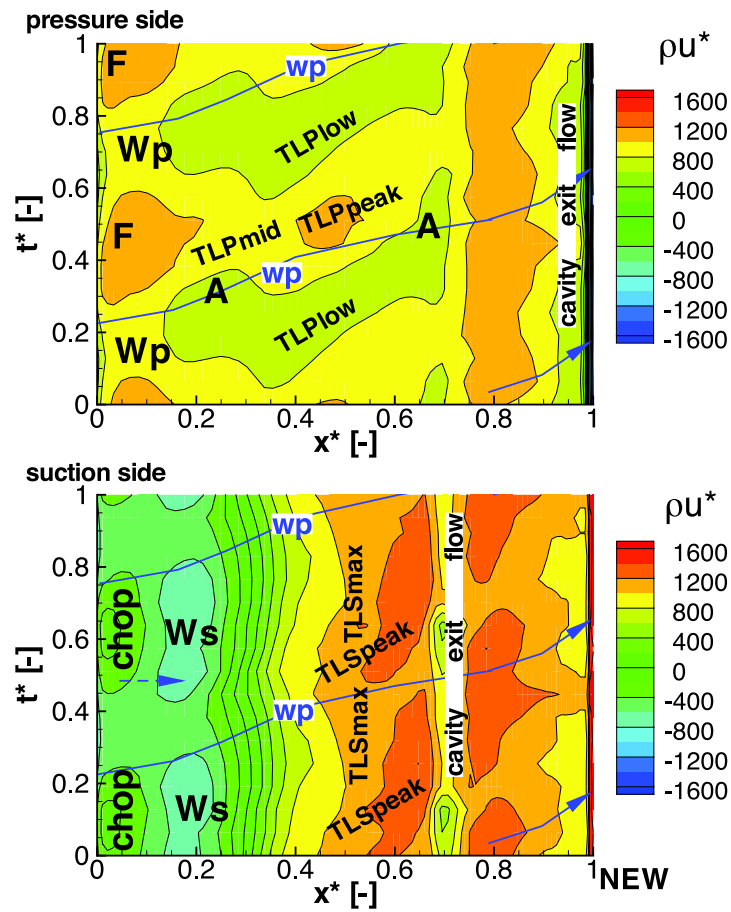 pressure side
ρu*
1
F
wp
1600
0.8
1200
800
Wp
TLPlow
400
0.6
0
TLPpeak
-400
F
TLPmid
A
-800
0.4
wp
-1200
A
-1600
0.2
Wp
TLPlow
cavity exit flow
t* [-]
0
0 0.2 0.4 0.6 0.8 1
x* [-]
suction side
ρu*
1
wp
1600
0.8
1200
chop
TLSmax
800
0.6
Ws
400
TLSpeak
0
0.4
wp
-400
TLSmax
-800
0.2
-1200
chop
Ws
TLSpeak
-1600
cavity exit flow
t* [-]
0
0 0.2 0.4 0.6 0.8 1
x* [-]
NEW